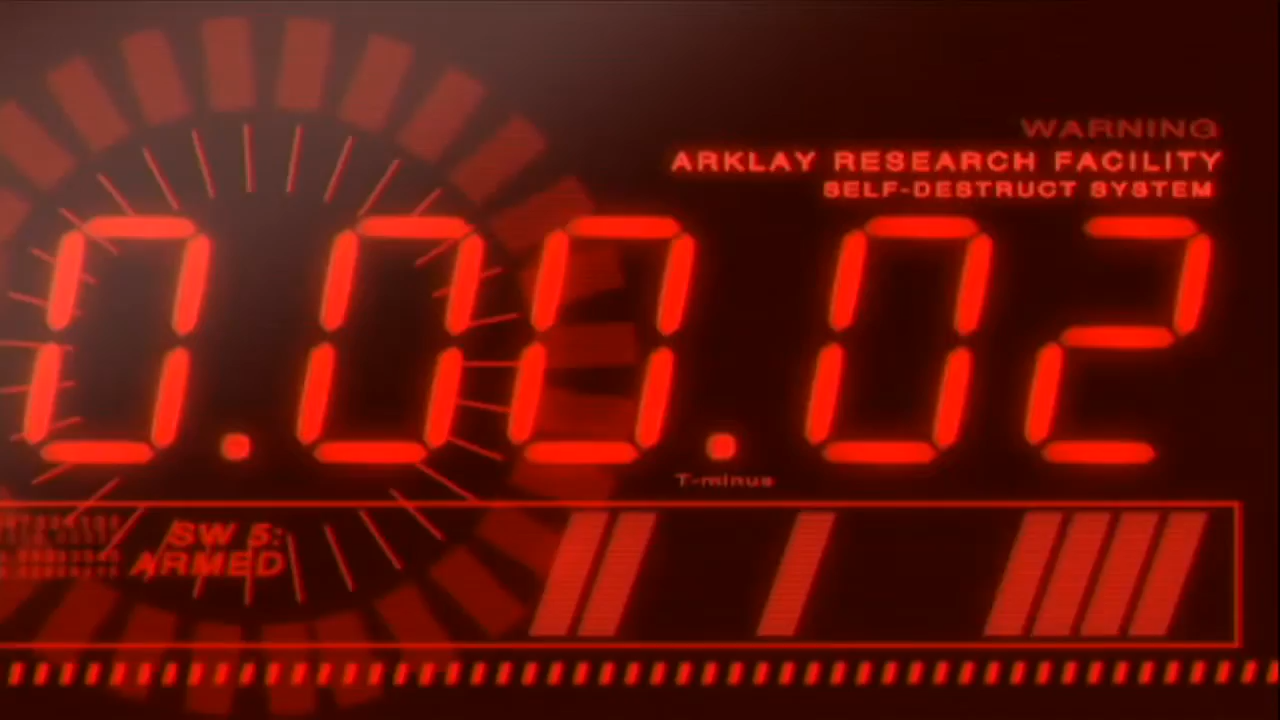 WARNING
ARKLAY RESEARCH FACILITY
SELF-DESTRUCT SYSTEM
0.00.02
T-minus
SW 5:
ARMED